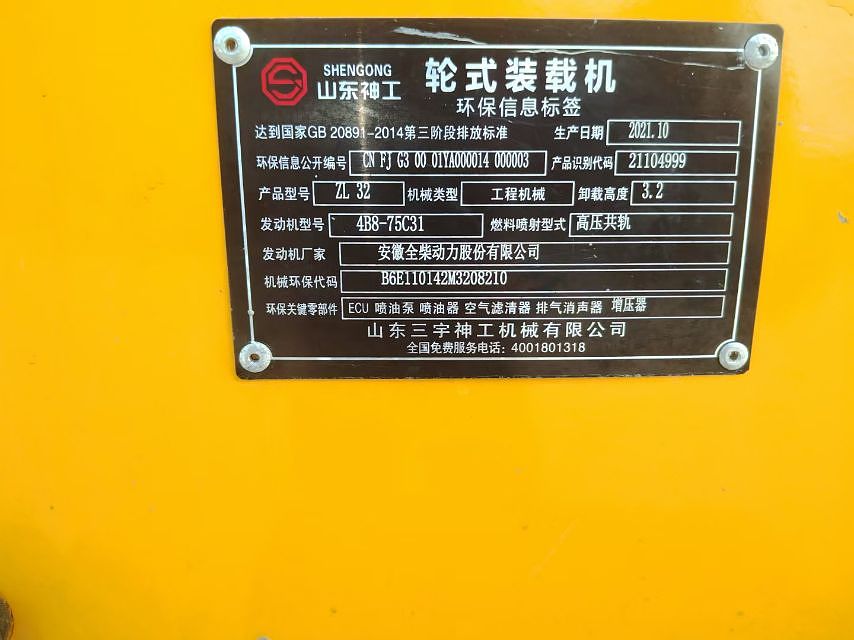 SHENGONG
山东神工
轮式装载机
环保信息标签
达到国家GB 20891-2014第三阶段排放标准 生产日期 2021.10
环保信息公开编号 CN FJ G3 00 01YA000014 000003 产品识别代码 21104999
产品型号 ZL 32 机械类型 工程机械 卸载高度 3.2
发动机型号 4B8-75C31 燃料喷射型式 高压共轨
发动机厂家 安徽全柴动力股份有限公司
机械环保代码 B6E110142M3208210
环保关键零部件 ECU 喷油泵 喷油器 空气滤清器 排气消声器 增压器
山东三宇神工机械有限公司
全国免费服务电话：4001801318